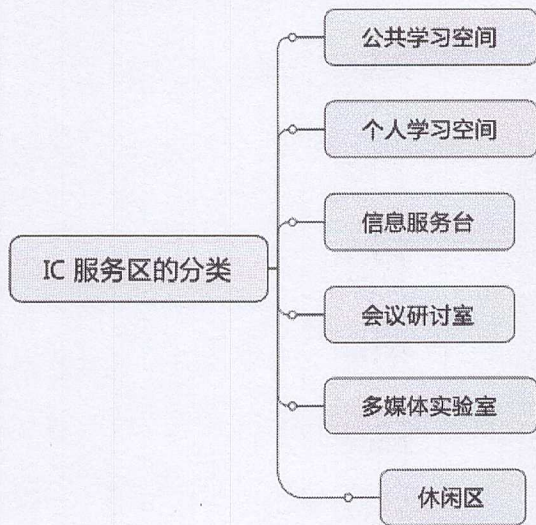 公共学习空间
个人学习空间
信息服务台
IC 服务区的分类
会议研讨室
多媒体实验室
休闲区